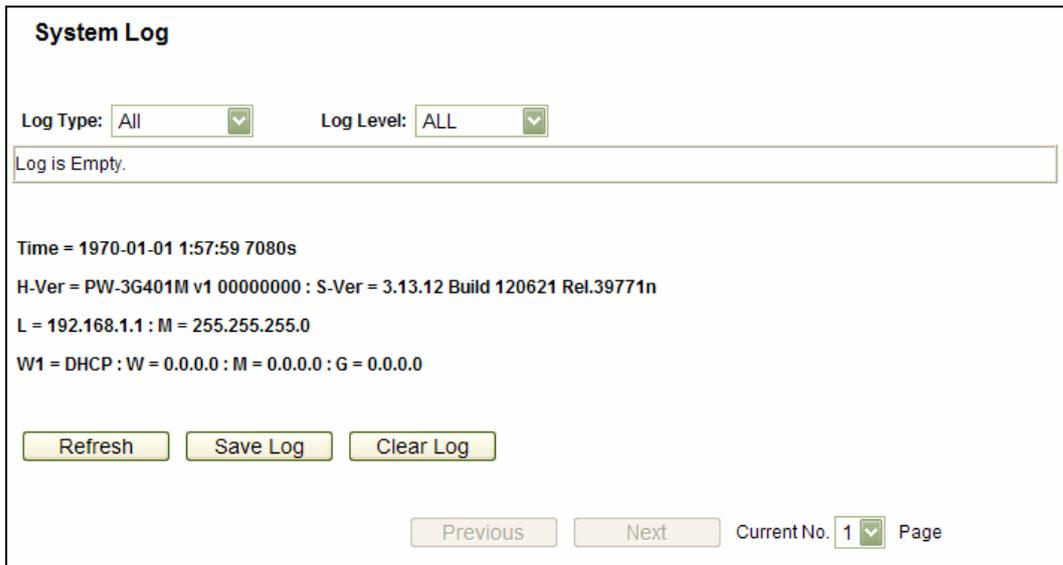 System Log
Log Type: All Log Level: ALL
Log is Empty.
Time = 1970-01-01 1:57:59 7080s
H-Ver = PW-3G401M v1 00000000 : S-Ver = 3.13.12 Build 120621 Rel.39771n
L = 192.168.1.1 : M = 255.255.255.0
W1 = DHCP : W = 0.0.0.0 : M = 0.0.0.0 : G = 0.0.0.0
Refresh Save Log Clear Log
Previous Next Current No. 1 Page